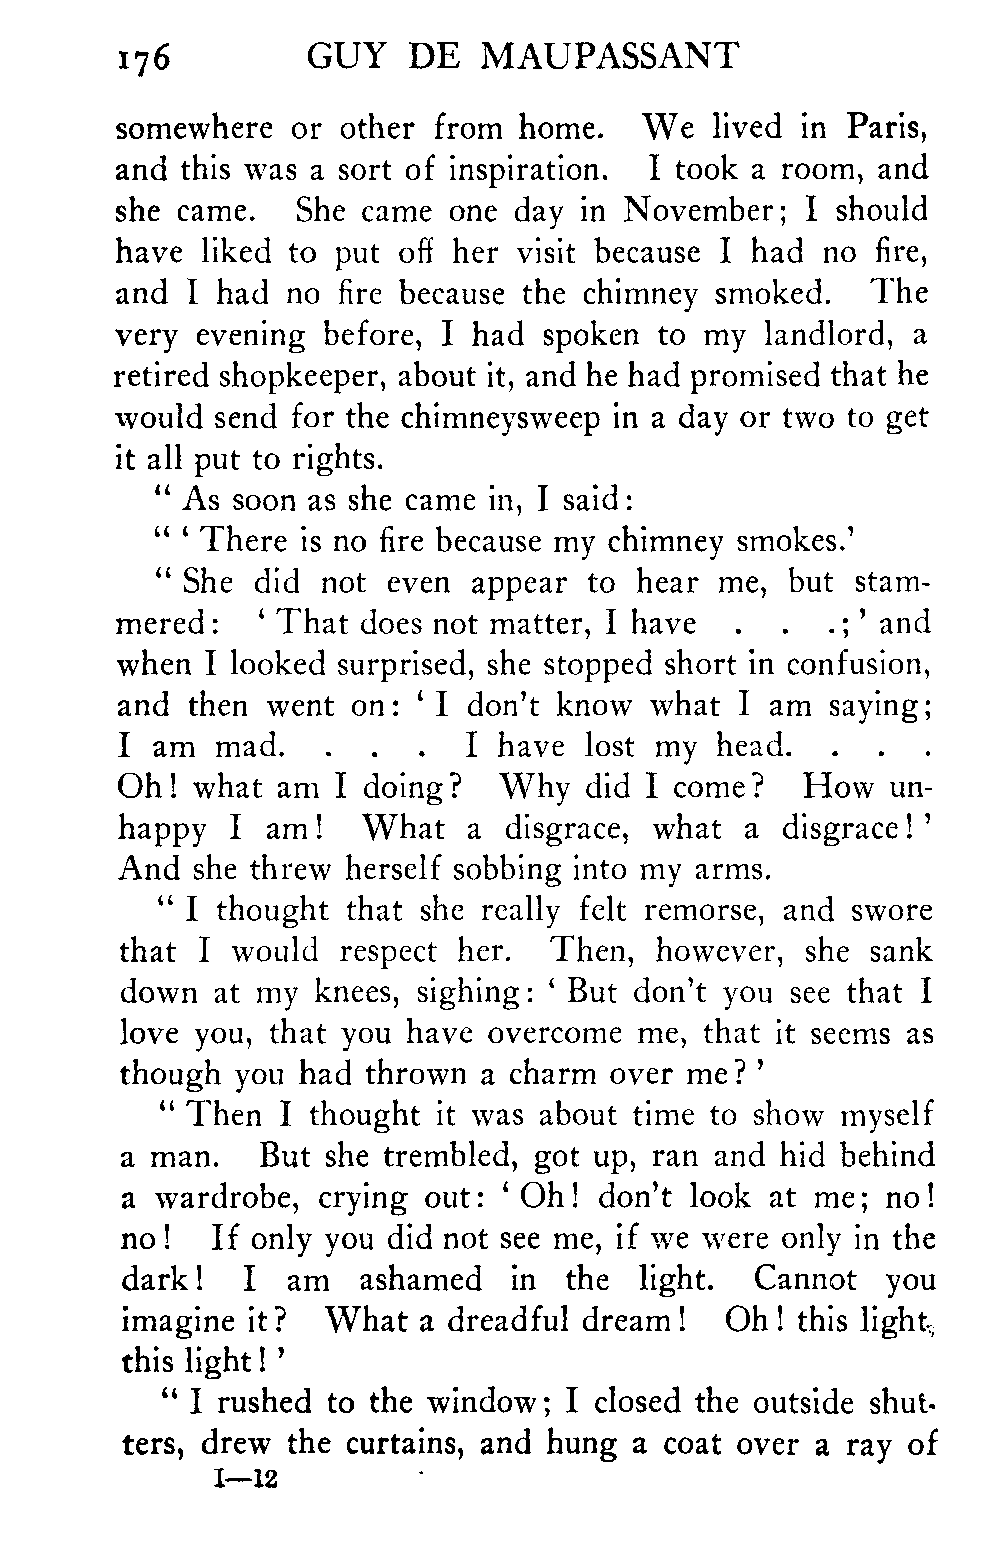 176 GUY DE MAUPASSANT
somewhere or other from home. We lived in Paris,
and this was a sort of inspiration. I took a room, and
she came. She came one day in November; I should
have liked to put off her visit because I had no fire,
and I had no fire because the chimney smoked. The
very evening before, I had spoken to my landlord, a
retired shopkeeper, about it, and he had promised that he
would send for the chimneysweep in a day or two to get
it all put to rights.
“ As soon as she came in, I said:
“ ‘ There is no fire because my chimney smokes.’
“ She did not even appear to hear me, but stam-
mered: ‘ That does not matter, I have . . .; ’ and
when I looked surprised, she stopped short in confusion,
and then went on: ‘ I don’t know what I am saying;
I am mad. . . . I have lost my head. . . .
Oh! what am I doing? Why did I come? How un-
happy I am! What a disgrace, what a disgrace! ’
And she threw herself sobbing into my arms.
“ I thought that she really felt remorse, and swore
that I would respect her. Then, however, she sank
down at my knees, sighing: ‘ But don’t you see that I
love you, that you have overcome me, that it seems as
though you had thrown a charm over me? ’
“ Then I thought it was about time to show myself
a man. But she trembled, got up, ran and hid behind
a wardrobe, crying out: ‘ Oh! don’t look at me; no!
no! If only you did not see me, if we were only in the
dark! I am ashamed in the light. Cannot you
imagine it? What a dreadful dream! Oh! this light,
this light! ’
“ I rushed to the window; I closed the outside shut-
ters, drew the curtains, and hung a coat over a ray of
I—12